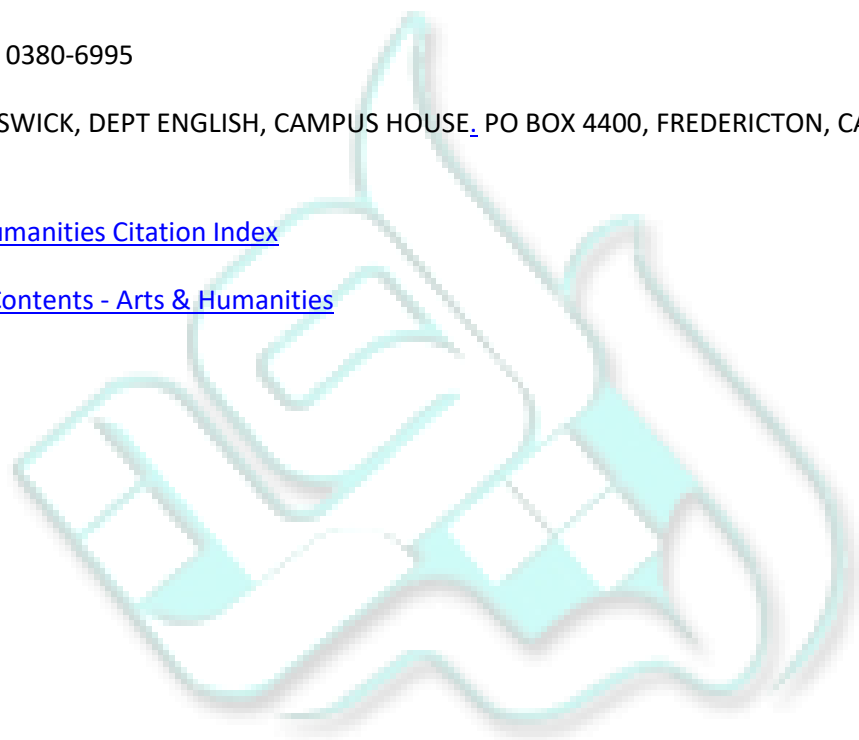 0380-6995
SWICK, DEPT ENGLISH, CAMPUS HOUSE. PO BOX 4400, FREDERICTON, CA
umanities Citation Index
Contents - Arts & Humanities